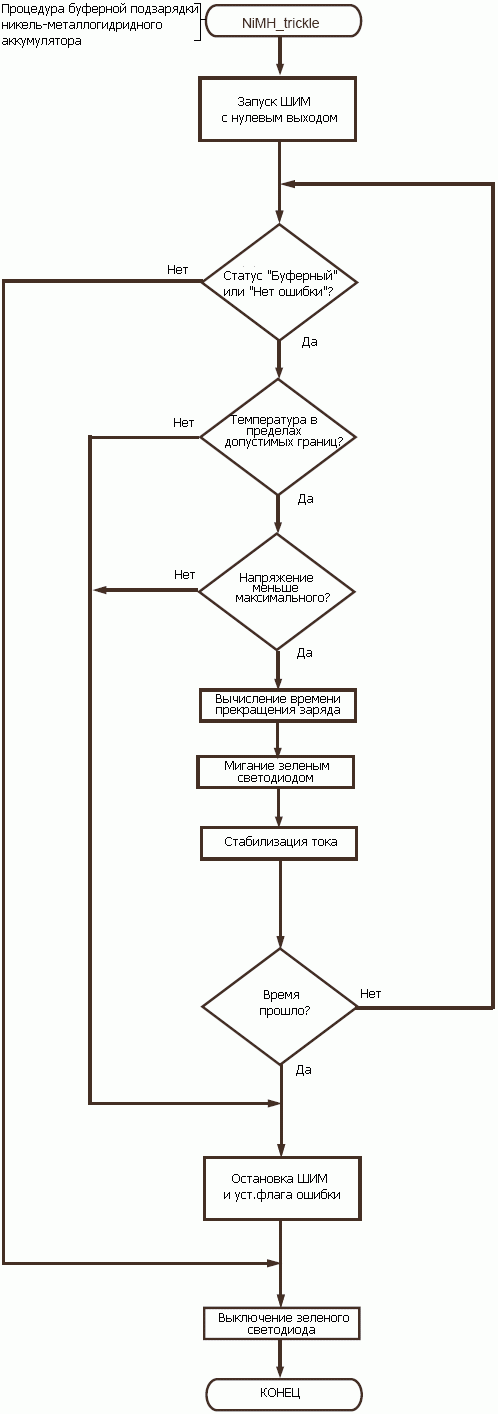 Процедура буферной подзарядки
никель-металлогидридного
аккумулятора
NiMH_trickle
Запуск ШИМ
с нулевым выходом
Нет
Статус "Буферный"
или "Нет ошибки"?
Да
Нет
Температура в
пределах
допустимых границ?
Да
Нет
Напряжение
меньше
максимального?
Да
Вычисление времени
прекращения заряда
Мигание зеленым
светодиодом
Стабилизация тока
Время
прошло?
Нет
Да
Остановка ШИМ
и уст.флага ошибки
Выключение зеленого
светодиода
КОНЕЦ